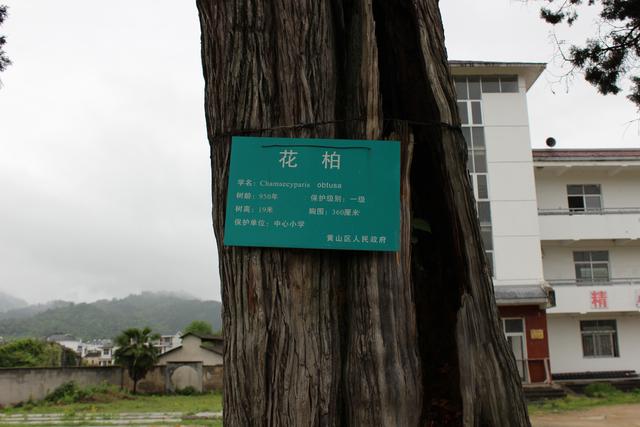 花柏
学名：Chamaecyparis obtusa
树龄：950年 保护级别：一级
树高：19米 胸围：360厘米
保护单位：中心小学
黄山区人民政府
精